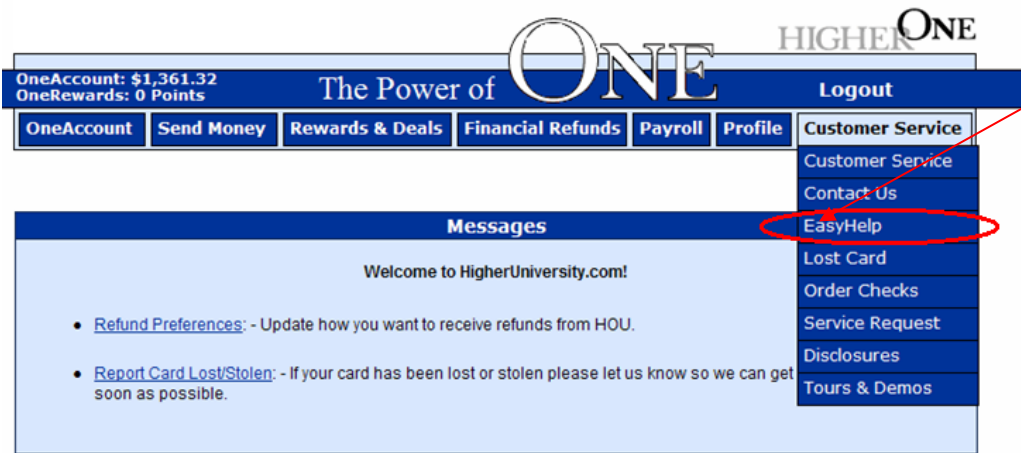 HIGHER ONE
OneAccount: $1,361.32
OneRewards: 0 Points
The Power of ONE
Logout
OneAccount Send Money Rewards & Deals Financial Refunds Payroll Profile Customer Service
Customer Service
Contact Us
EasyHelp
Lost Card
Order Checks
Service Request
Disclosures
Tours & Demos
Messages
Welcome to HigherUniversity.com!
• Refund Preferences: - Update how you want to receive refunds from HOU.
• Report Card Lost/Stolen: - If your card has been lost or stolen please let us know so we can get
soon as possible.